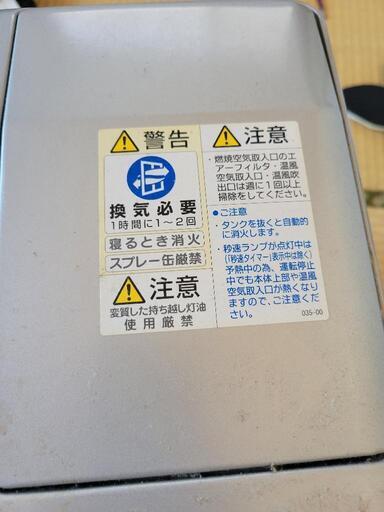 警告
換気必要
1時間に1〜2回
寝るとき消火
スプレー缶厳禁
注意
変質した持ち越し灯油
使用厳禁
注意
・燃焼空気取入口のエ
アーフィルタ・温風
空気取入口・温風吹
出口は週に1回以上
掃除をしてください。
●ご注意
・タンクを抜くと自動的
に消火します。
・秒速ランプが点灯中は
(「秒速タイマー」表示中は除く)
予熱中の為、運転停止
中でも本体上部や温風
空気取入口が熱くなり
ますので、ご注意くだ
さい。
035-00